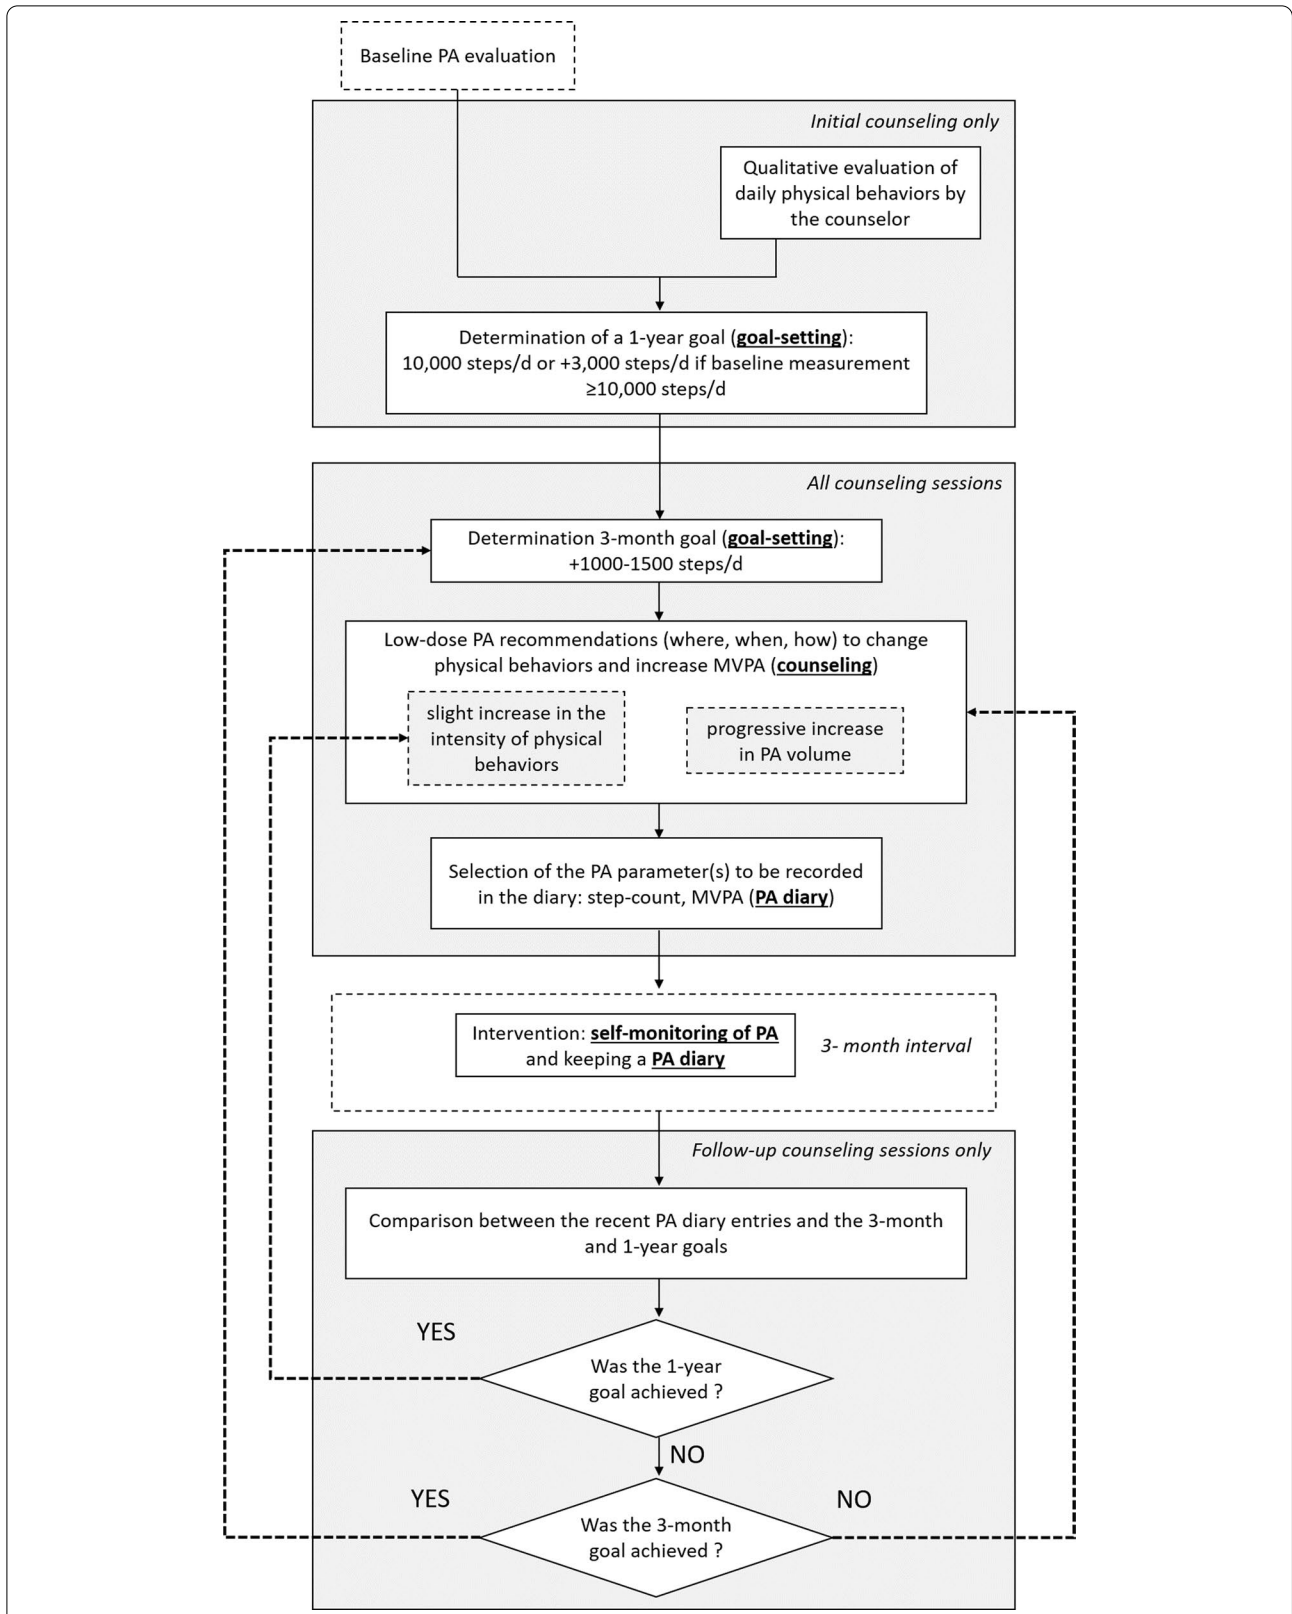 Baseline PA evaluation
Initial counseling only
Qualitative evaluation of
daily physical behaviors by
the counselor
Determination of a 1-year goal (goal-setting):
10,000 steps/d or +3,000 steps/d if baseline measurement
≥10,000 steps/d
All counseling sessions
Determination 3-month goal (goal-setting):
+1000-1500 steps/d
Low-dose PA recommendations (where, when, how) to change
physical behaviors and increase MVPA (counseling)
slight increase in the
intensity of physical
behaviors
progressive increase
in PA volume
Selection of the PA parameter(s) to be recorded
in the diary: step-count, MVPA (PA diary)
Intervention: self-monitoring of PA
and keeping a PA diary
3- month interval
Follow-up counseling sessions only
Comparison between the recent PA diary entries and the 3-month
and 1-year goals
YES
Was the 1-year
goal achieved ?
NO
YES
NO
Was the 3-month
goal achieved ?